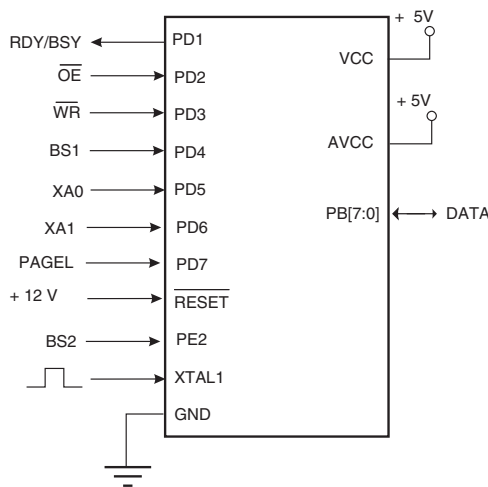 RDY/BSY PD1
OE PD2
WR PD3
BS1 PD4
XA0 PD5
XA1 PD6
PAGEL PD7
+ 12 V RESET
BS2 PE2
XTAL1
GND
+ 5V
VCC
+ 5V
AVCC
PB[7:0] DATA